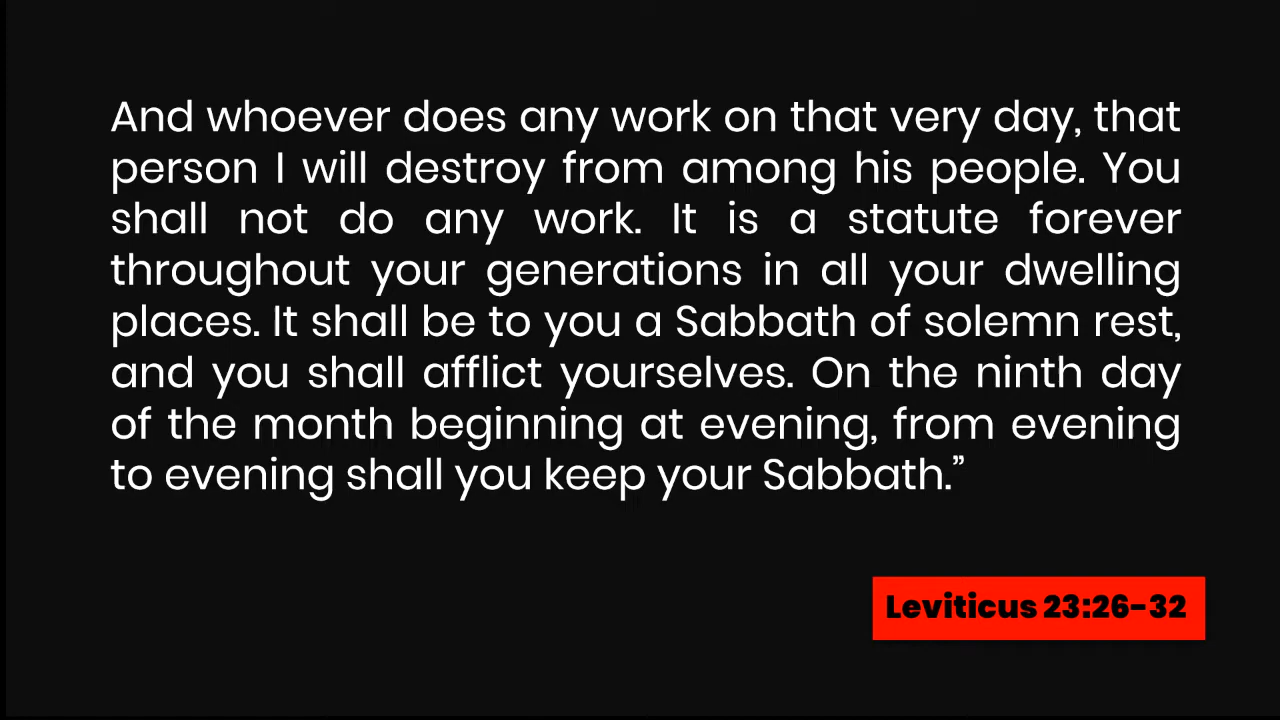 And whoever does any work on that very day, that
person I will destroy from among his people. You
shall not do any work. It is a statute forever
throughout your generations in all your dwelling
places. It shall be to you a Sabbath of solemn rest,
and you shall afflict yourselves. On the ninth day
of the month beginning at evening, from evening
to evening shall you keep your Sabbath.”
Leviticus 23:26-32